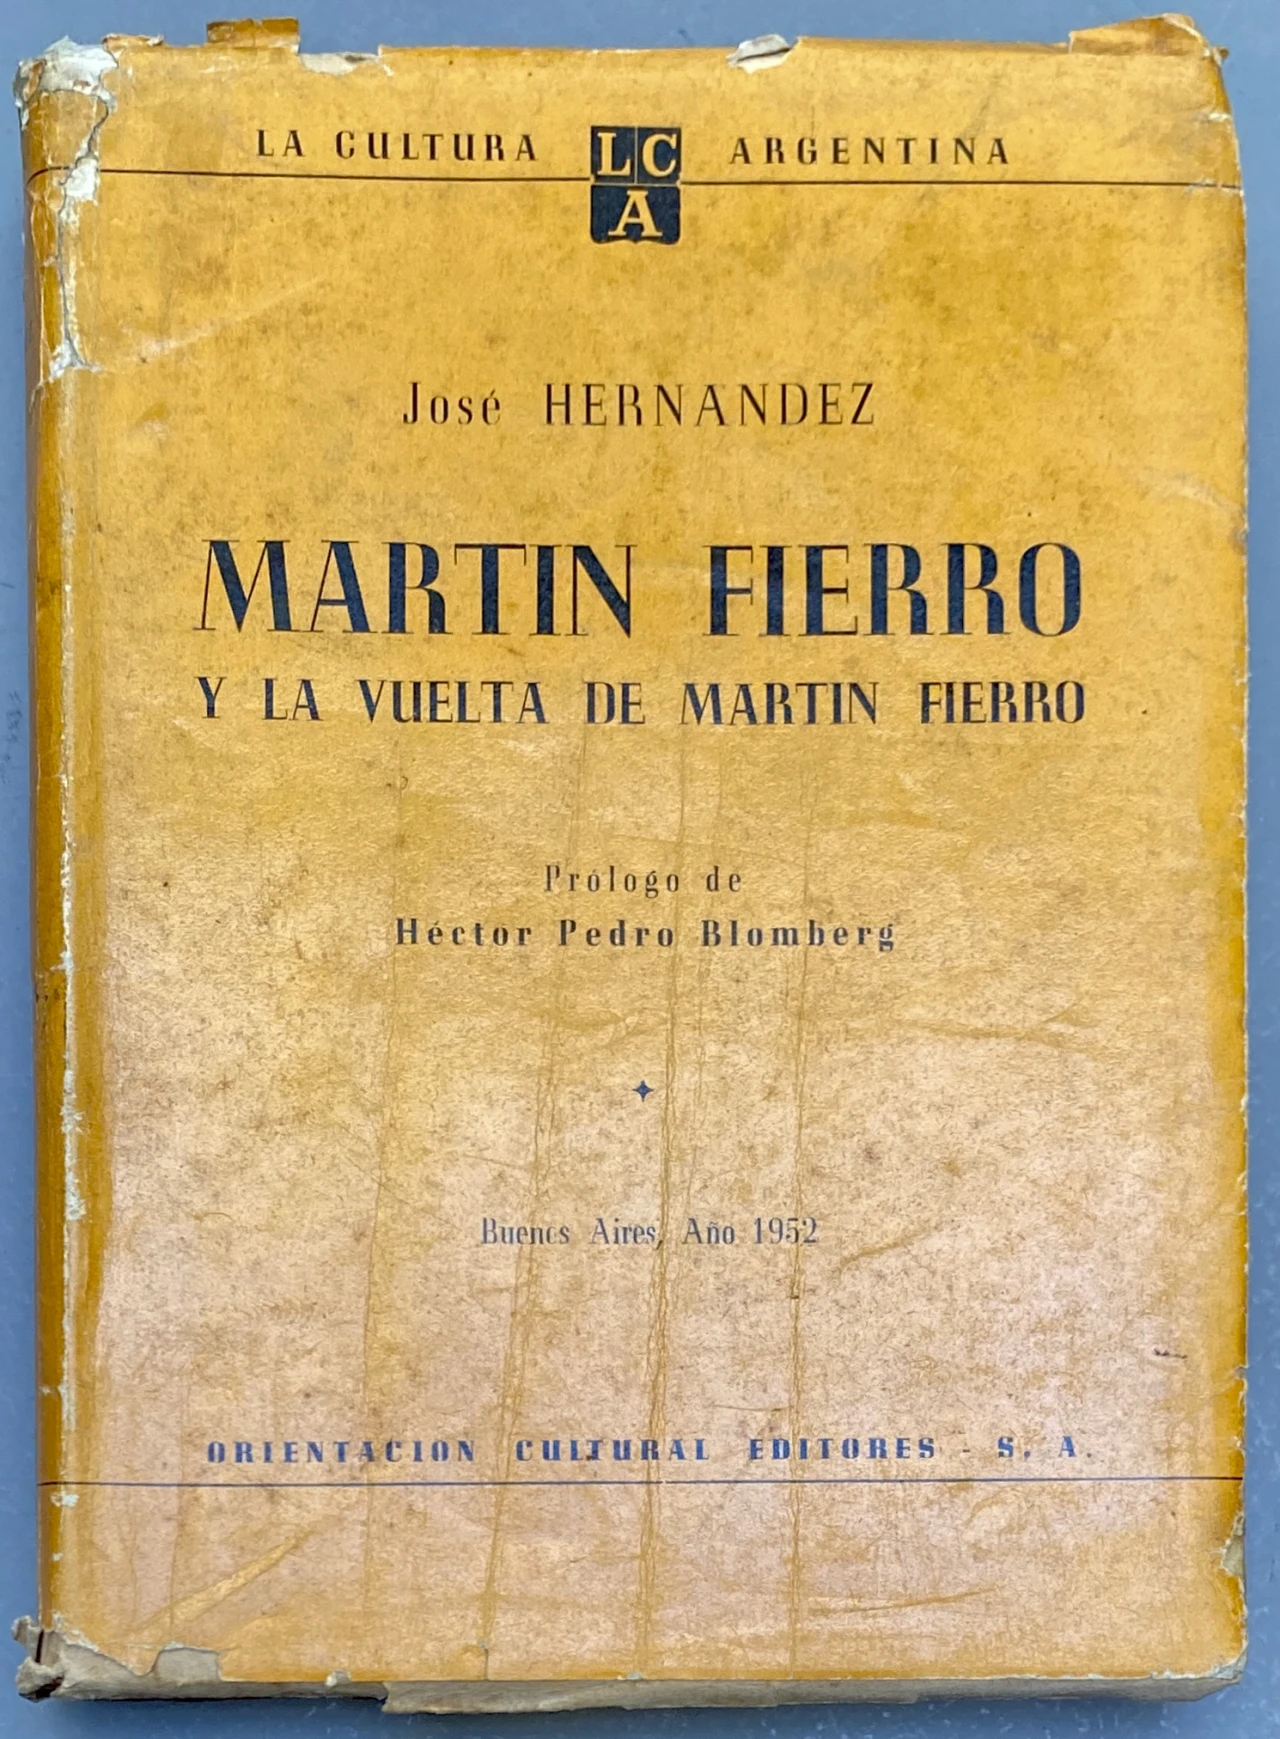 LA CULTURA LCA ARGENTINA
José HERNANDEZ
MARTIN FIERRO
Y LA VUELTA DE MARTIN FIERRO
Prólogo de
Héctor Pedro Blomberg
Buenos Aires, Año 1952
ORIENTACION CULTURAL EDITORES - S. A.